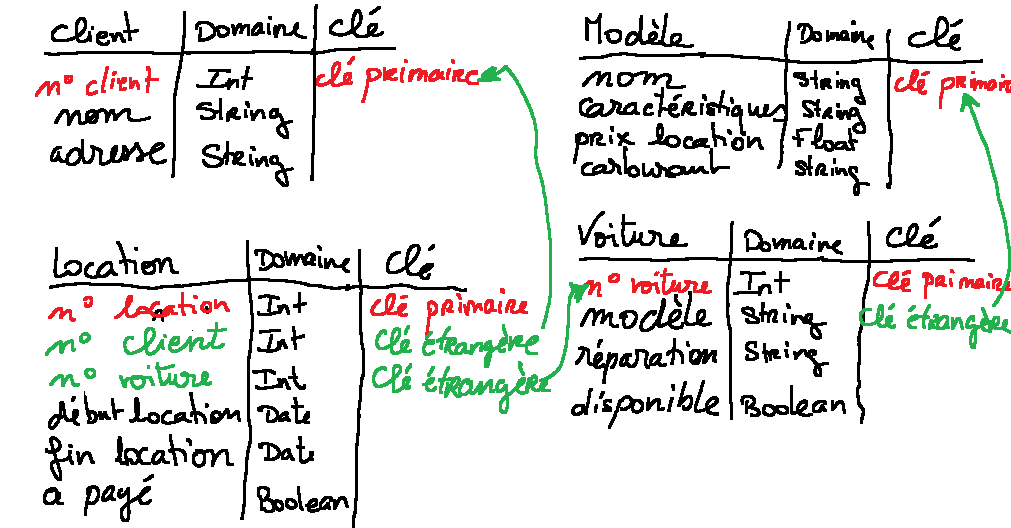 Client Domaine Clé
n° client Int clé primaire
nom String
adresse String
Modèle Domaine clé
nom String clé primair
caractéristiques String
prix location Float
carburant String
Location Domaine Clé
n° location Int clé primaire
n° client Int clé étrangère
n° voiture Int clé étrangère
début location Date
fin location Date
a payé Boolean
Voiture Domaine Clé
n° voiture Int clé primaire
modèle String clé étrangère
réparation String
disponible Boolean